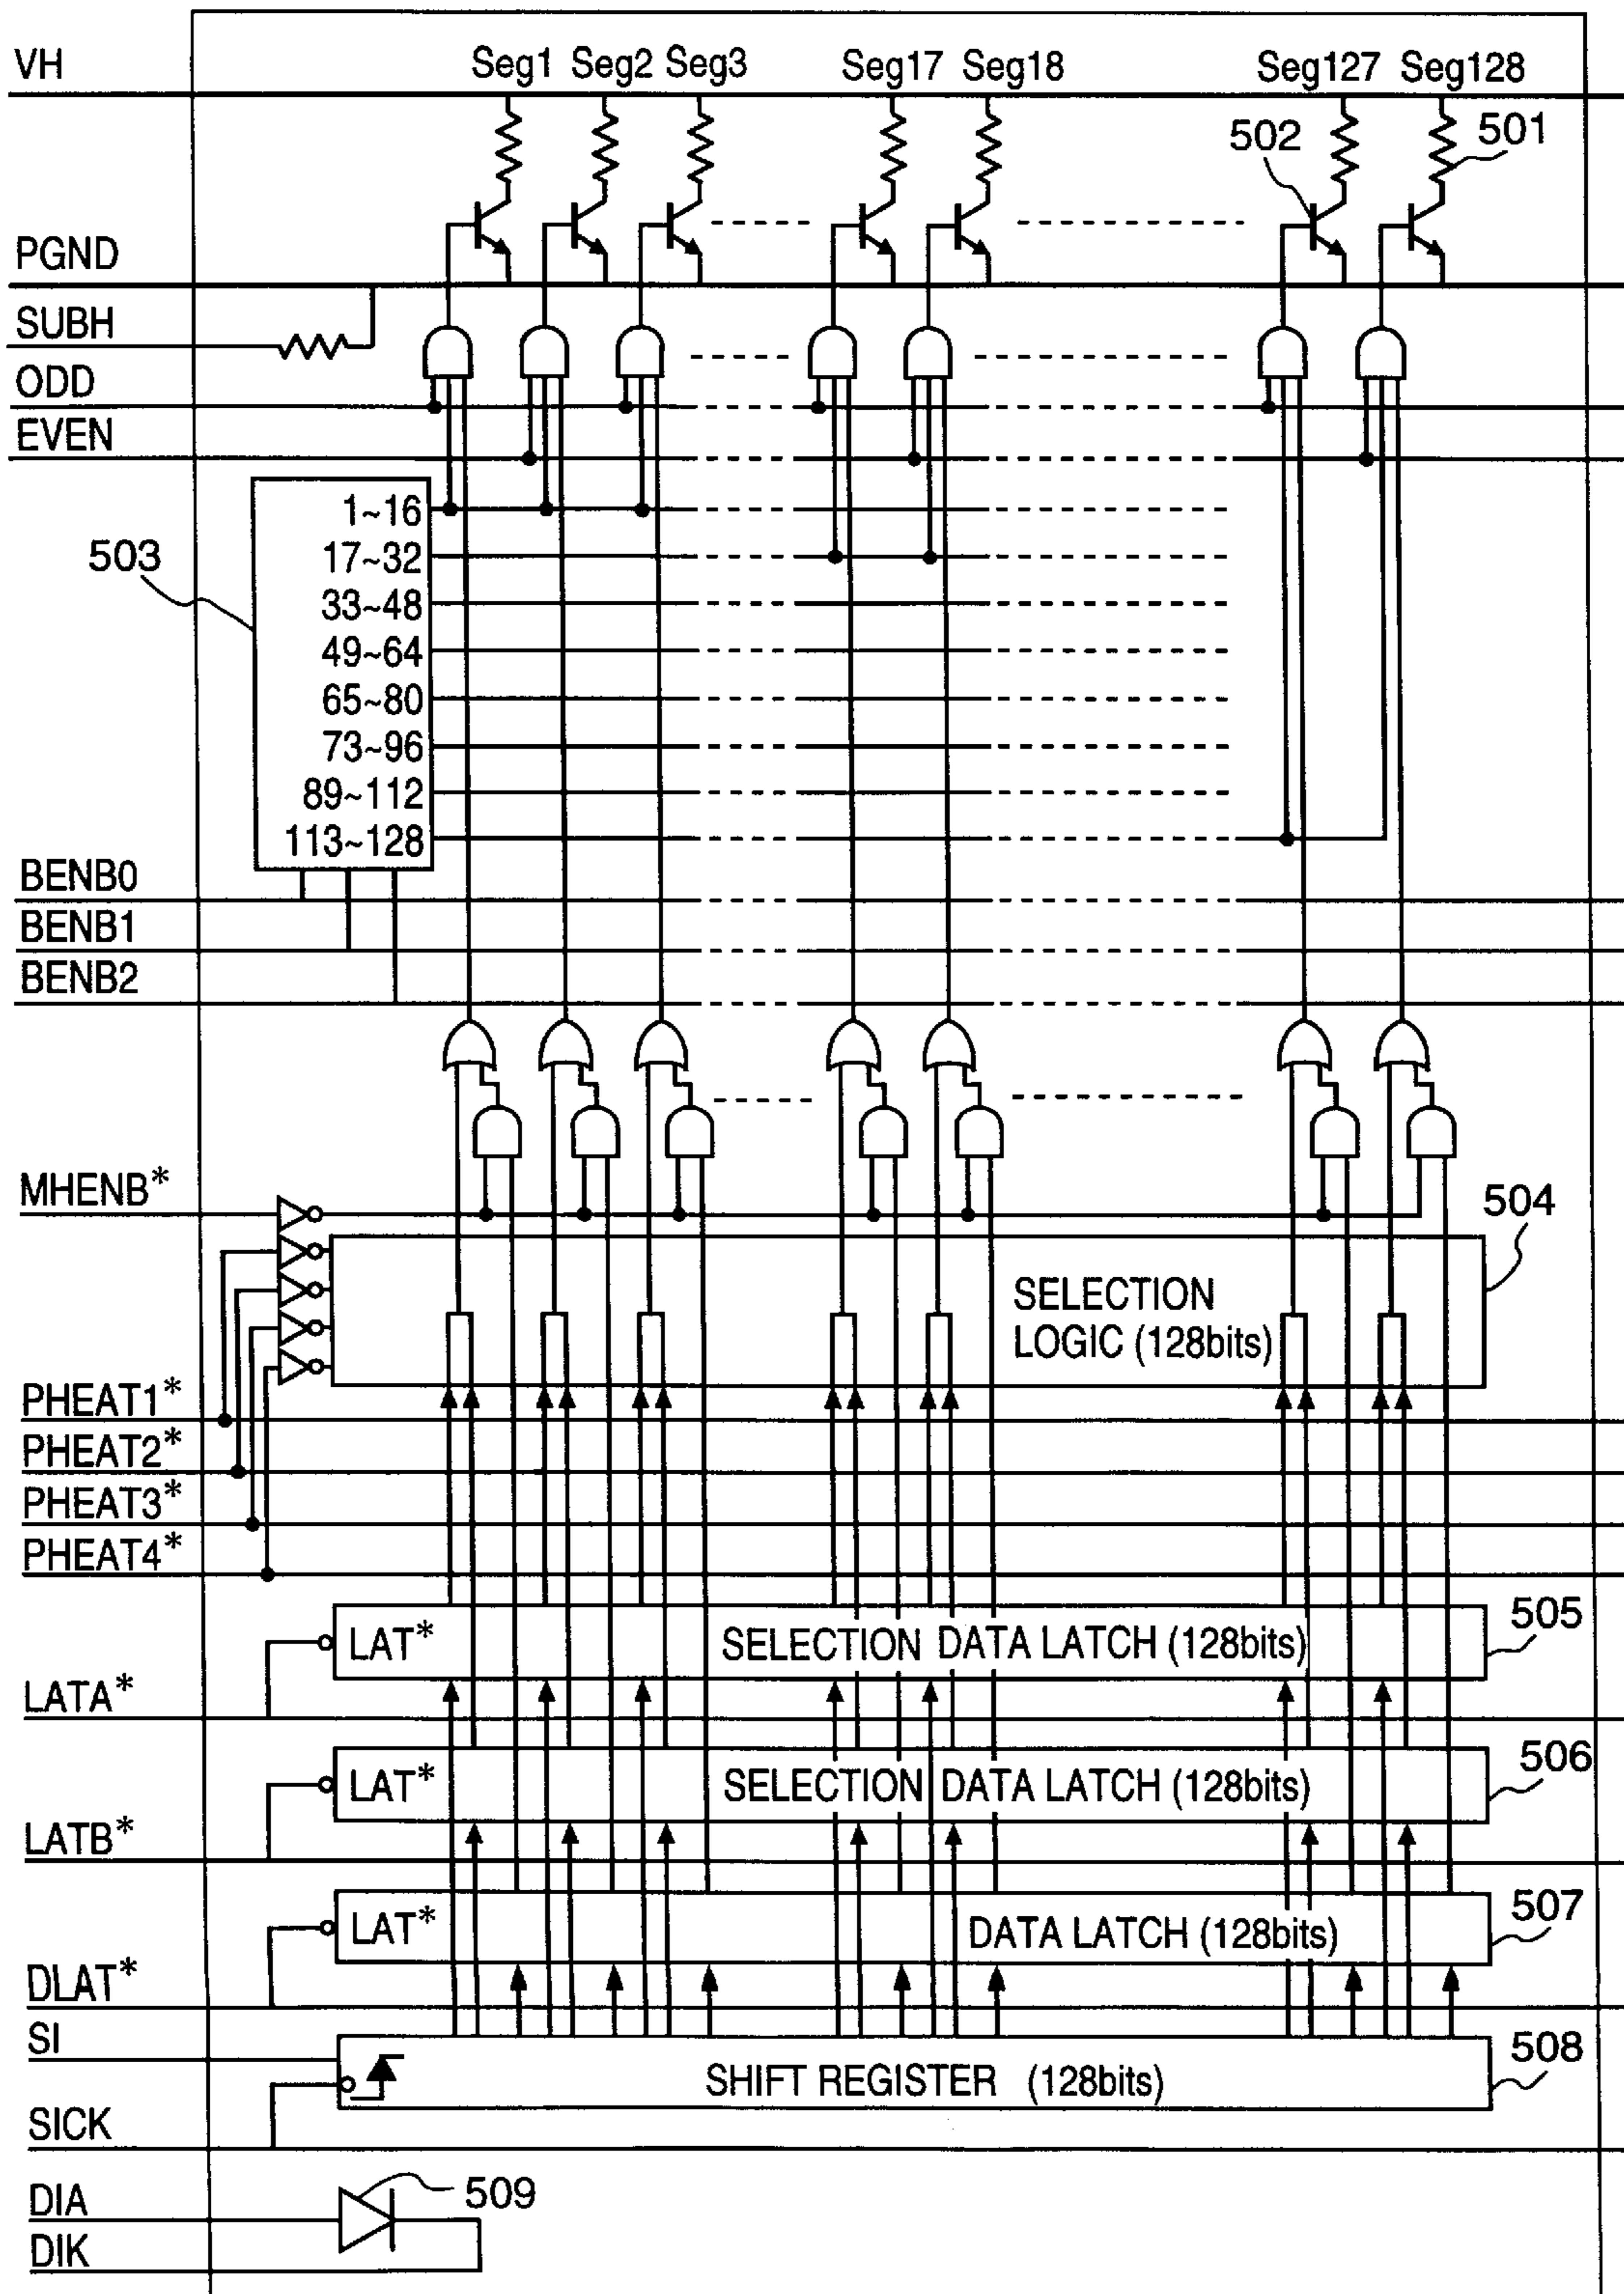 VH
Seg1 Seg2 Seg3 Seg17 Seg18 Seg127 Seg128
502
501
PGND
SUBH
ODD
EVEN
503
1~16
17~32
33~48
49~64
65~80
73~96
89~112
113~128
BENB0
BENB1
BENB2
MHENB*
504
SELECTION
LOGIC (128bits)
PHEAT1*
PHEAT2*
PHEAT3*
PHEAT4*
505
LAT* SELECTION DATA LATCH (128bits)
LATA*
506
LAT* SELECTION DATA LATCH (128bits)
LATB*
507
LAT* DATA LATCH (128bits)
DLAT*
SI
508
SHIFT REGISTER (128bits)
SICK
DIA
509
DIK